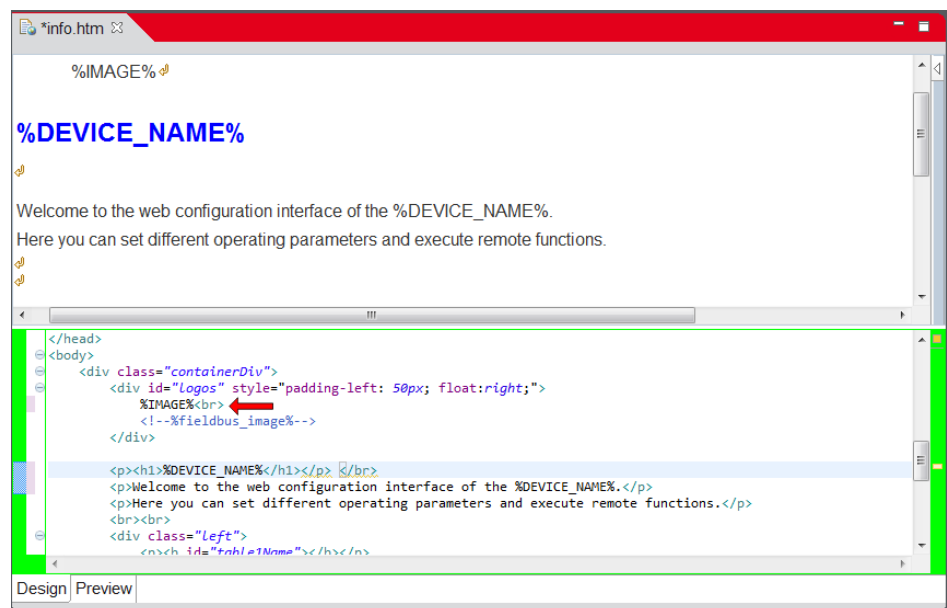 *info.htm
%IMAGE%
%DEVICE_NAME%
Welcome to the web configuration interface of the %DEVICE_NAME%.
Here you can set different operating parameters and execute remote functions.
</head>
<body>
<div class="containerDiv">
<div id="logos" style="padding-left: 50px; float:right;">
%IMAGE%<br>
<!--%fieldbus_image%-->
</div>
<p><h1>%DEVICE_NAME%</h1></p> </br>
<p>Welcome to the web configuration interface of the %DEVICE_NAME%.</p>
<p>Here you can set different operating parameters and execute remote functions.</p>
<br><br>
<div class="left">
<p><b id="table1Name"></b></p>
Design Preview